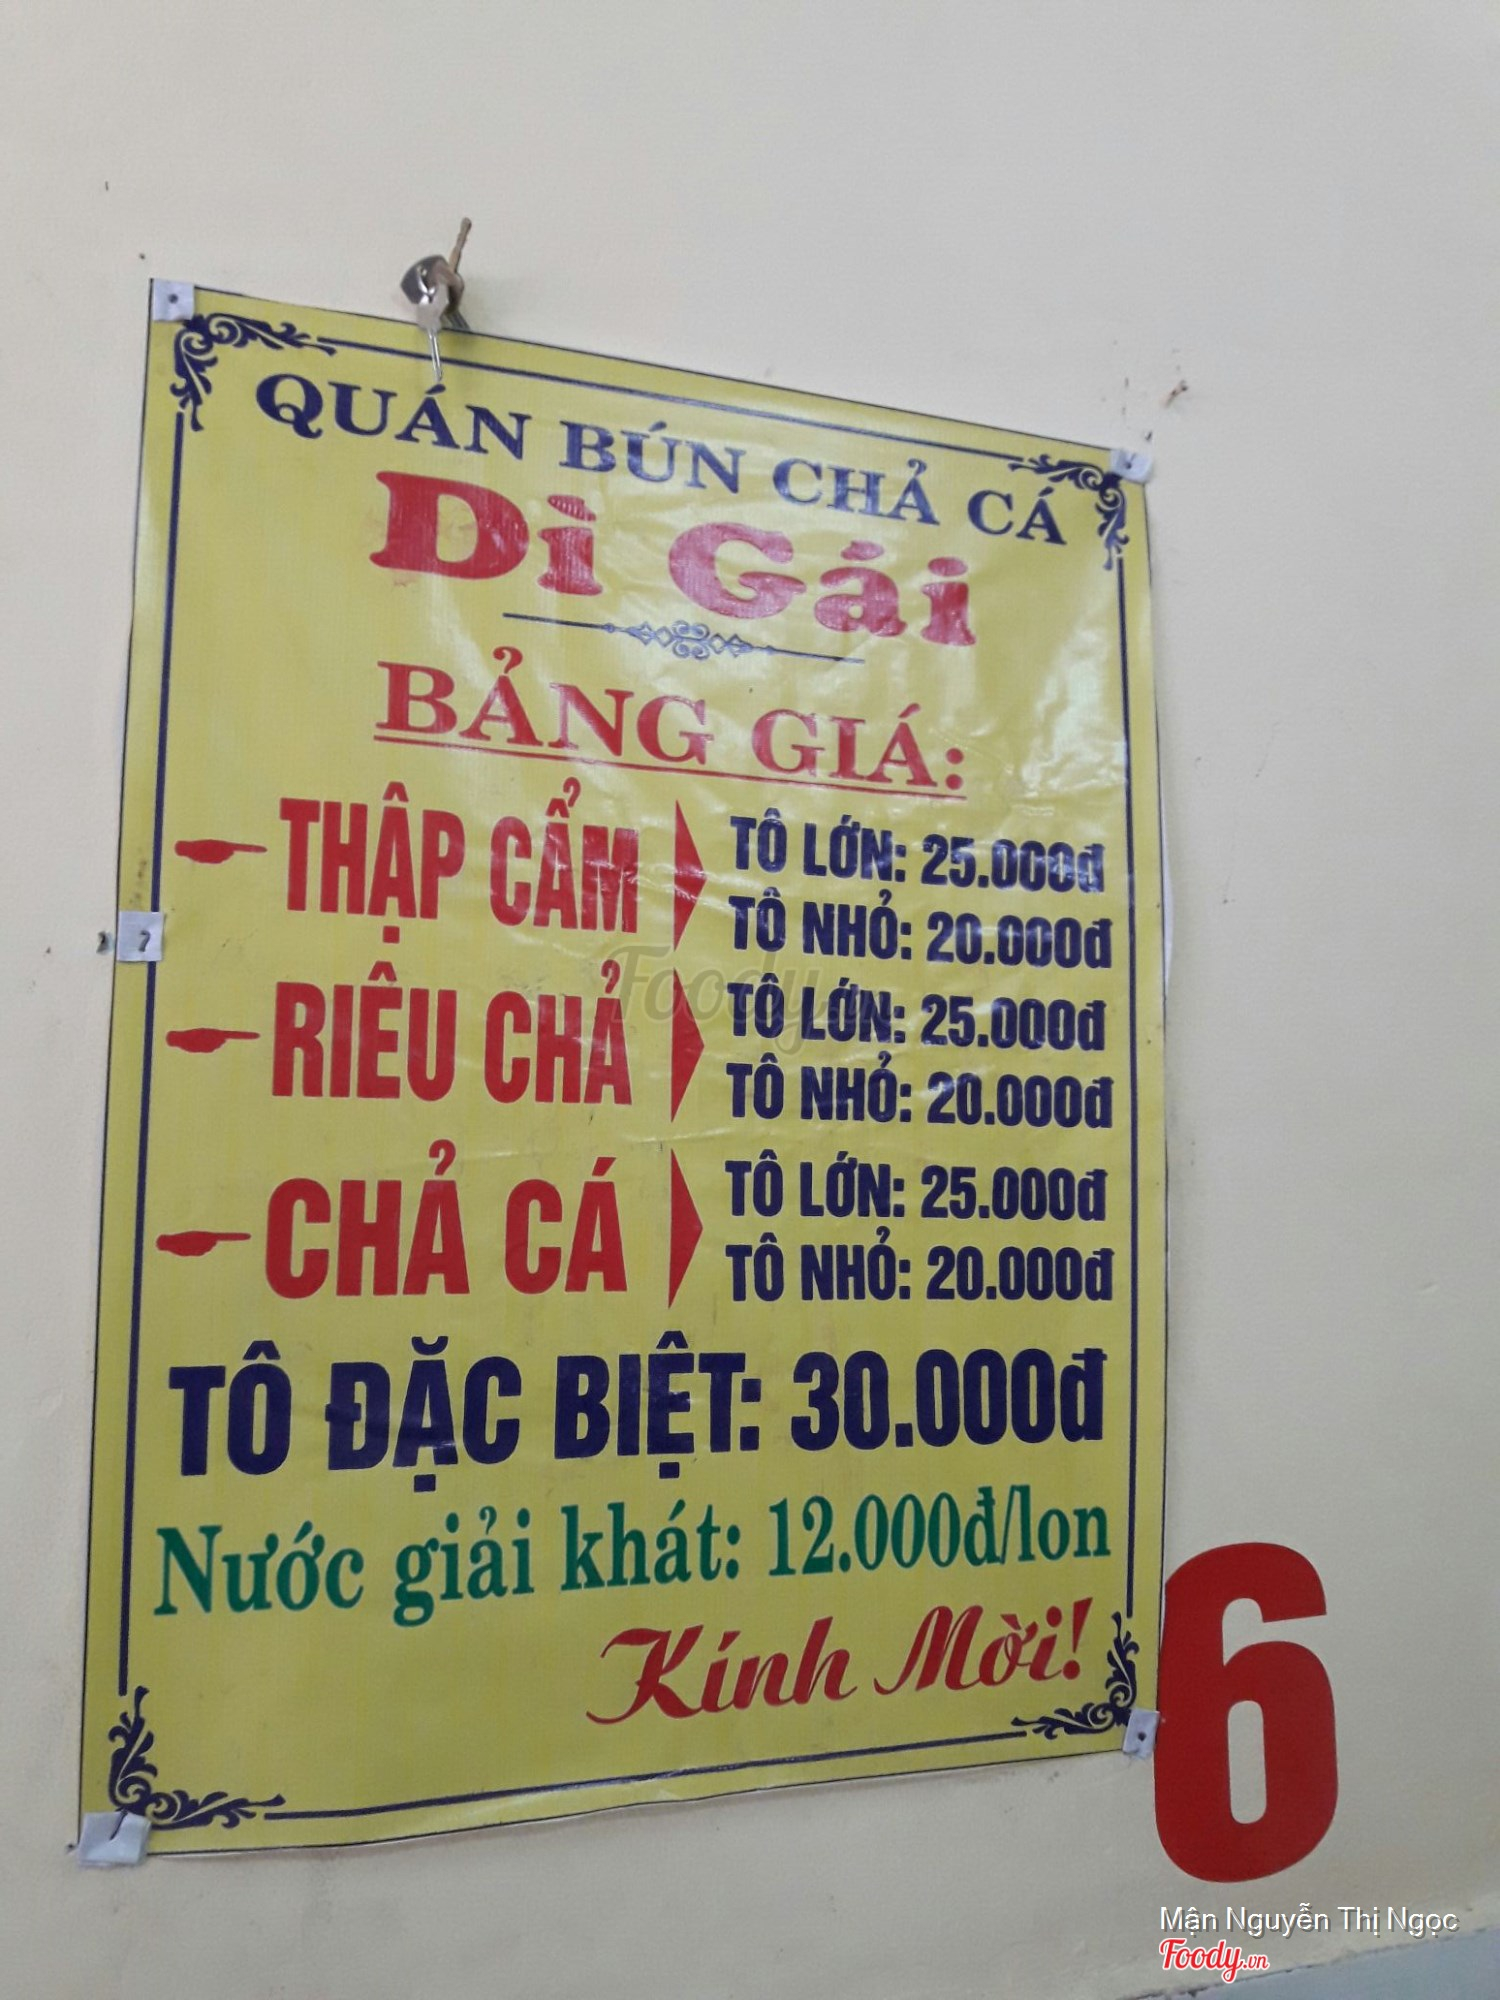 QUÁN BÚN CHẢ CÁ
Dì Gái
BẢNG GIÁ:
THẬP CẨM
TÔ LỚN: 25.000đ
TÔ NHỎ: 20.000đ
RIÊU CHẢ
TÔ LỚN: 25.000đ
TÔ NHỎ: 20.000đ
CHẢ CÁ
TÔ LỚN: 25.000đ
TÔ NHỎ: 20.000đ
TÔ ĐẶC BIỆT: 30.000đ
Nước giải khát: 12.000đ/lon
Kính Mời!
6
Foody.vn
Mận Nguyễn Thị Ngọc
Foody.vn